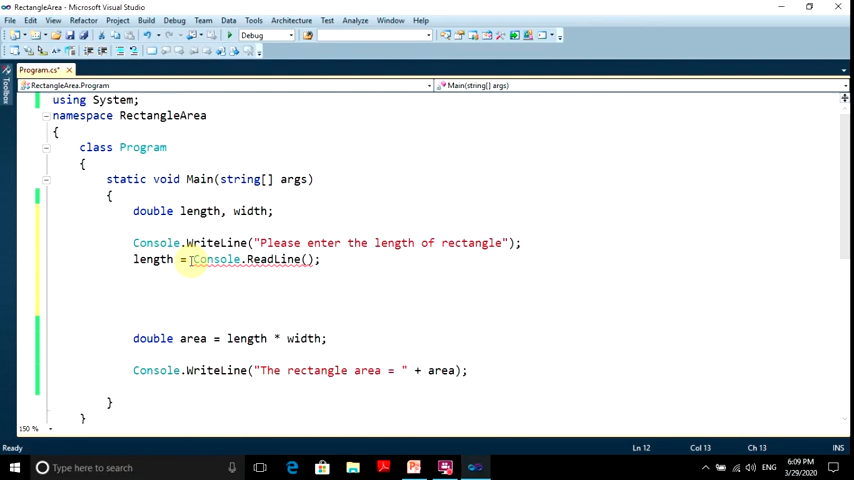 RectangleArea - Microsoft Visual Studio
File Edit View Refactor Project Build Debug Team Data Tools Architecture Test Analyze Window Help
Debug
Program.cs*
RectangleArea.Program Main(string[] args)
Toolbox
using System;
namespace RectangleArea
{
class Program
{
static void Main(string[] args)
{
double length, width;
Console.WriteLine("Please enter the length of rectangle");
length = Console.ReadLine();
double area = length * width;
Console.WriteLine("The rectangle area = " + area);
}
}
150 %
Ready Ln 12 Col 13 Ch 13 INS
Type here to search
ENG
6:09 PM
3/29/2020